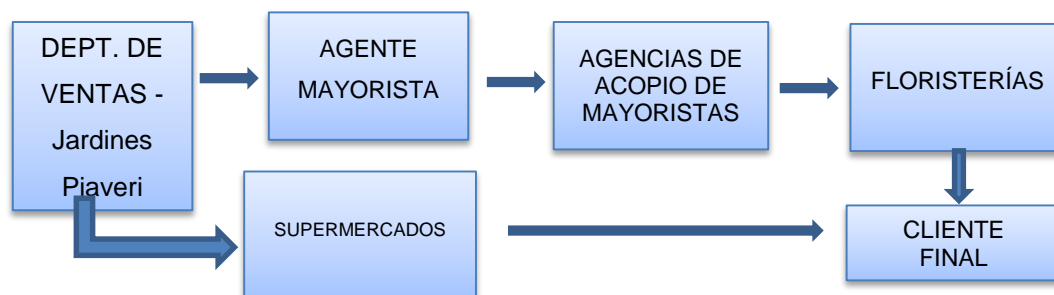 DEPT. DE
VENTAS -
Jardines
Piaveri
AGENTE
MAYORISTA
AGENCIAS DE
ACOPIO DE
MAYORISTAS
FLORISTERÍAS
SUPERMERCADOS
CLIENTE
FINAL